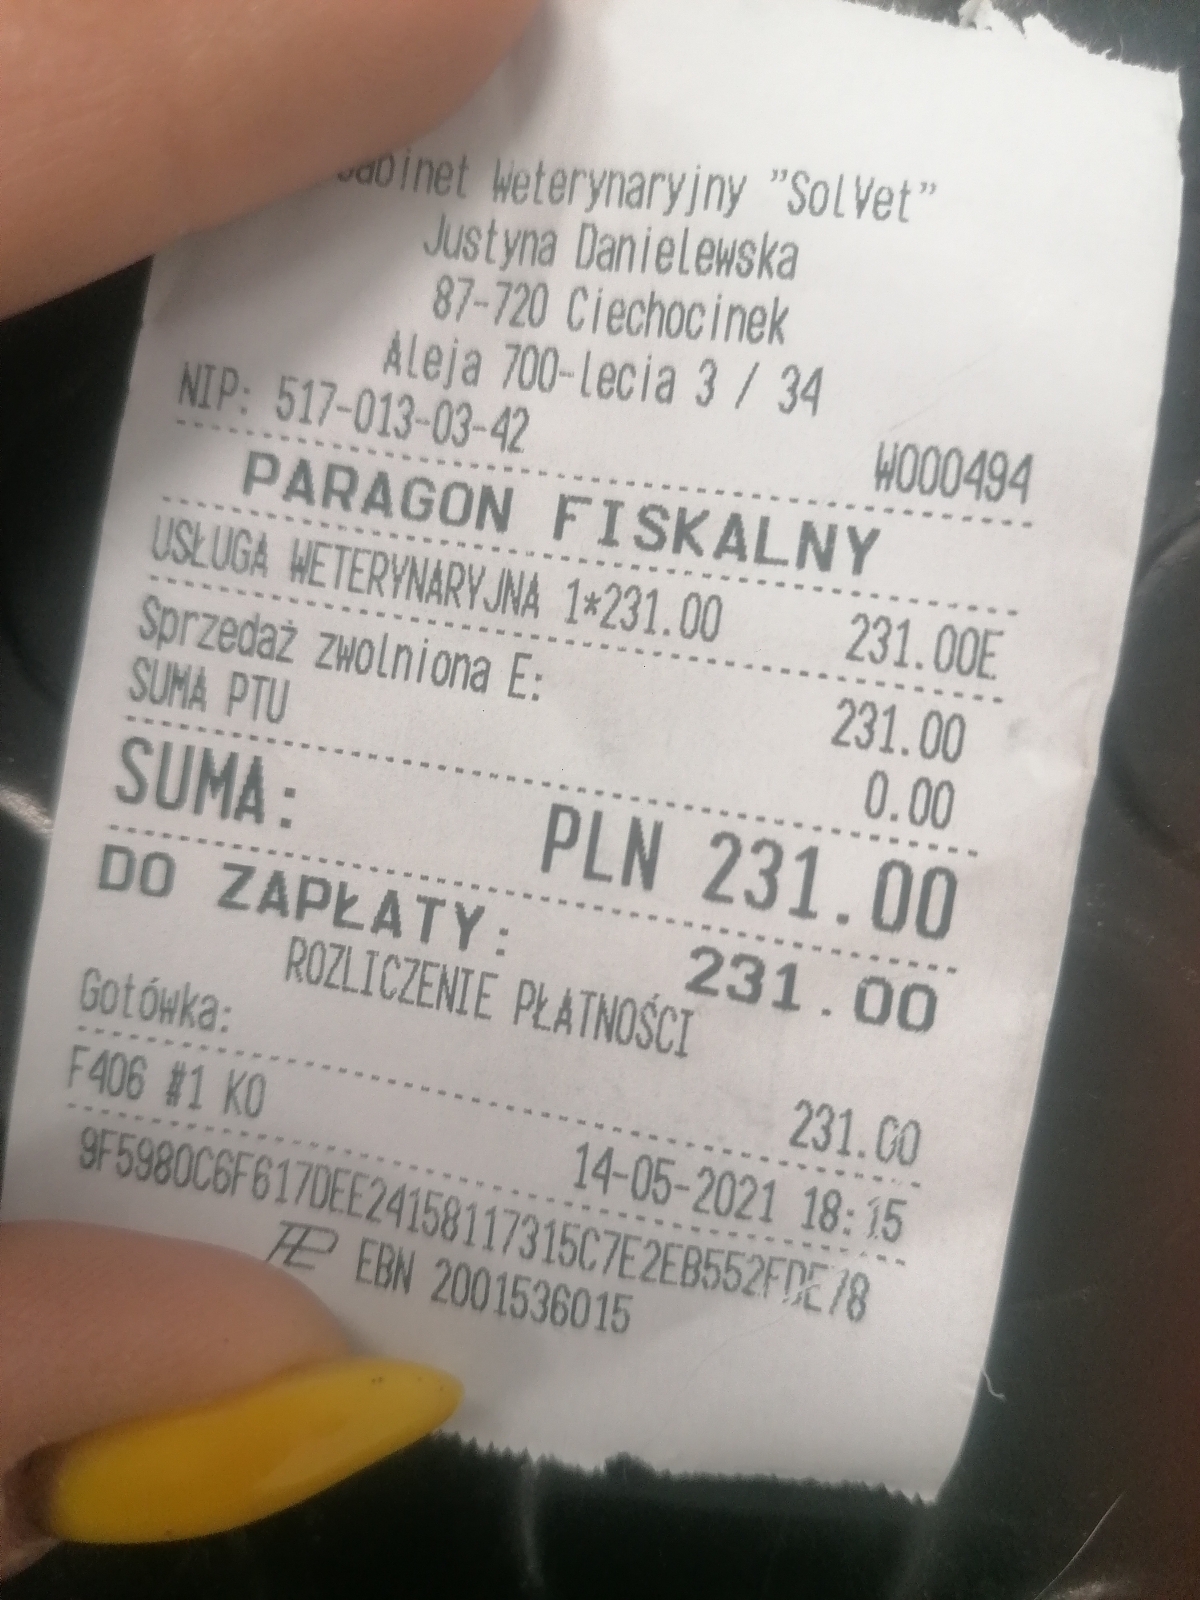 Weterynaryjny "SolVet"
Justyna Danielewska
87-720 Ciechocinek
Aleja 700-lecia 3 / 34
NIP: 517-013-03-42 W000494
PARAGON FISKALNY
USŁUGA WETERYNARYJNA 1*231.00 231.00E
Sprzedaż zwolniona E: 231.00
SUMA PTU 0.00
SUMA: PLN 231.00
DO ZAPŁATY: 231.00
ROZLICZENIE PŁATNOŚCI
Gotówka: 231.00
F406 #1 KO 14-05-2021 18:15
9F5980C6F617DEE24158117315C7E2EB552FDE78
EBN 2001536015